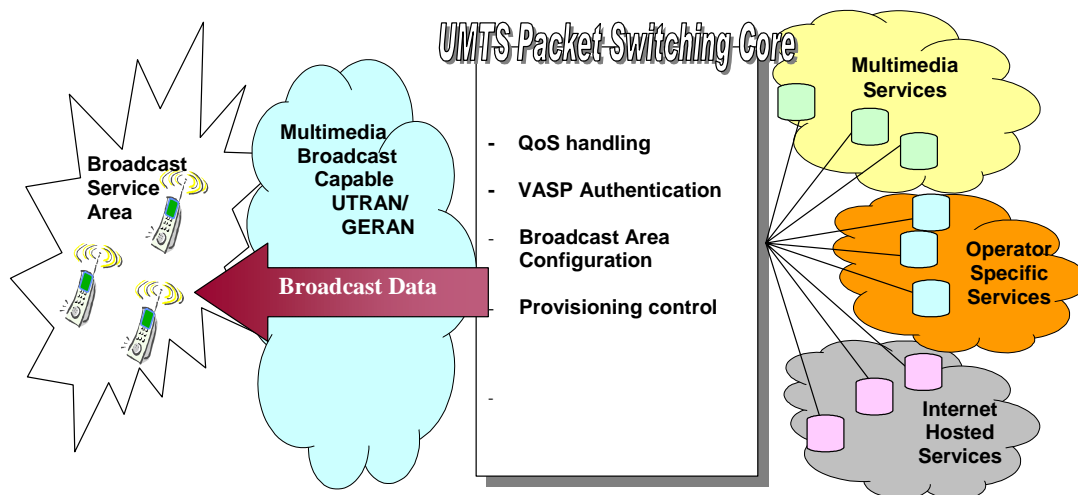 UMTS Packet Switching Core
Broadcast
Service
Area
Multimedia
Broadcast
Capable
UTRAN/
GERAN
Broadcast Data
- QoS handling
- VASP Authentication
- Broadcast Area
Configuration
- Provisioning control
-
Multimedia
Services
Operator
Specific
Services
Internet
Hosted
Services